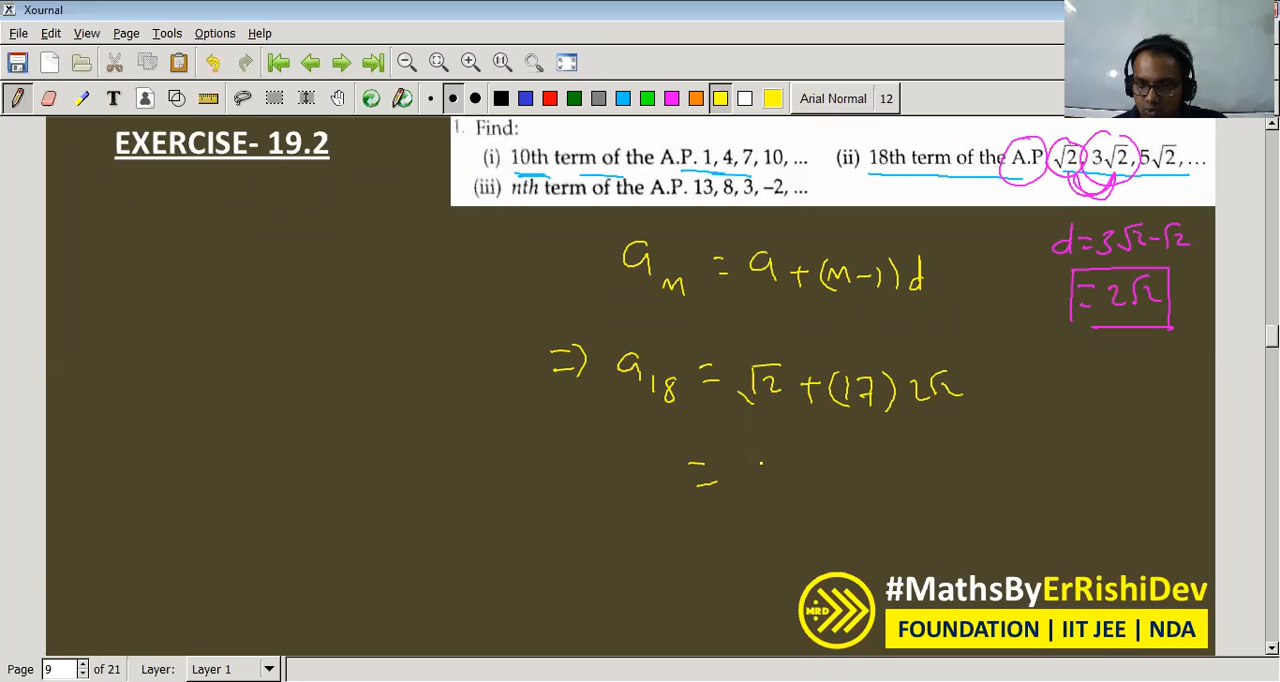 Xournal
File Edit View Page Tools Options Help
Arial Normal 12
EXERCISE- 19.2
1. Find:
(i) 10th term of the A.P. 1, 4, 7, 10, ... (ii) 18th term of the A.P. √2, 3√2, 5√2, ...
(iii) nth term of the A.P. 13, 8, 3, –2, ...
d = 3√2 - √2
= 2√2
a_n = a + (n-1) d
=> a_18 = √2 + (17) 2√2
=
MRD
#MathsByErRishiDev
FOUNDATION | IIT JEE | NDA
Page 9 of 21 Layer: Layer 1